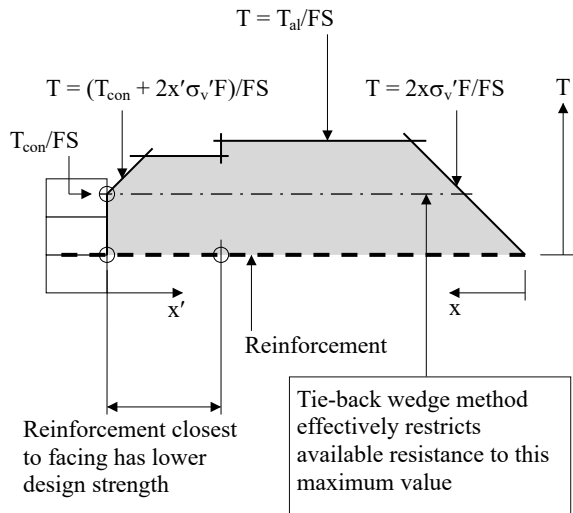 T = T_al/FS
T = (T_con + 2x′σ_v′F)/FS
T = 2xσ_v′F/FS
T
T_con/FS
x′
x
Reinforcement
Reinforcement closest
to facing has lower
design strength
Tie-back wedge method
effectively restricts
available resistance to this
maximum value